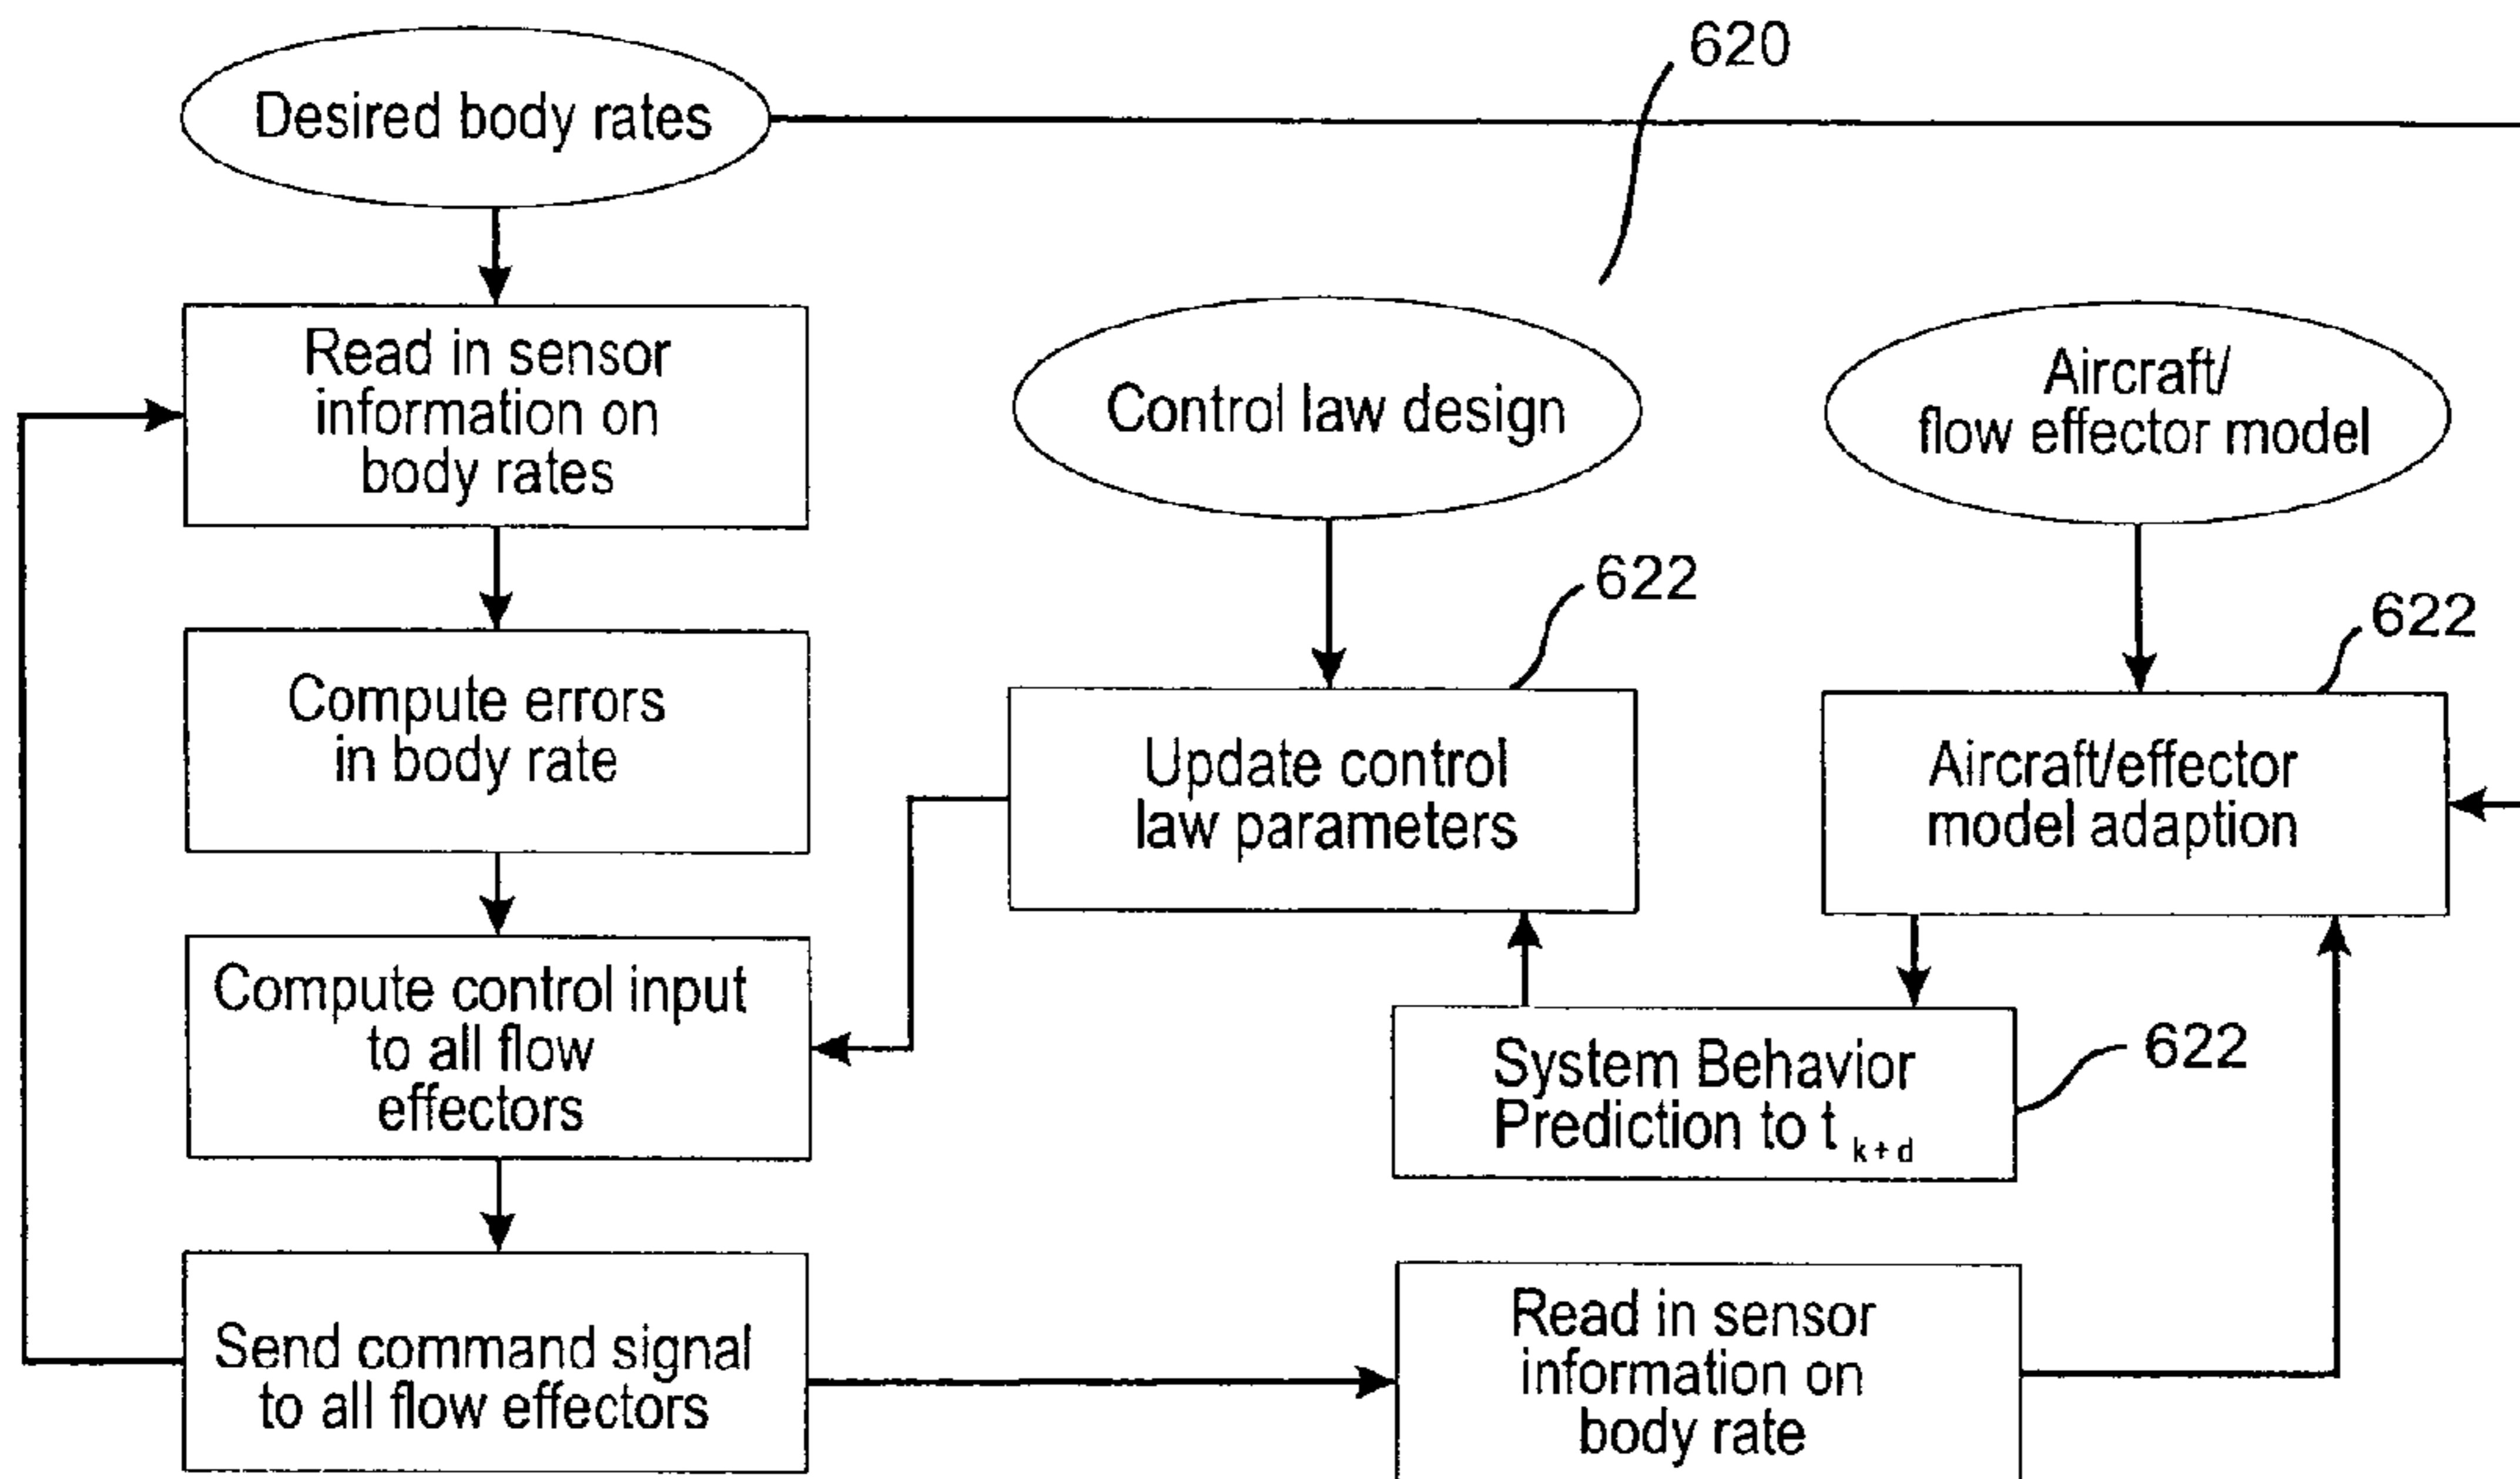 620
Desired body rates
Read in sensor
information on
body rates
Control law design
Aircraft/
flow effector model
622
622
Compute errors
in body rate
Update control
law parameters
Aircraft/effector
model adaption
Compute control input
to all flow
effectors
System Behavior
Prediction to t k+d
622
Send command signal
to all flow effectors
Read in sensor
information on
body rate